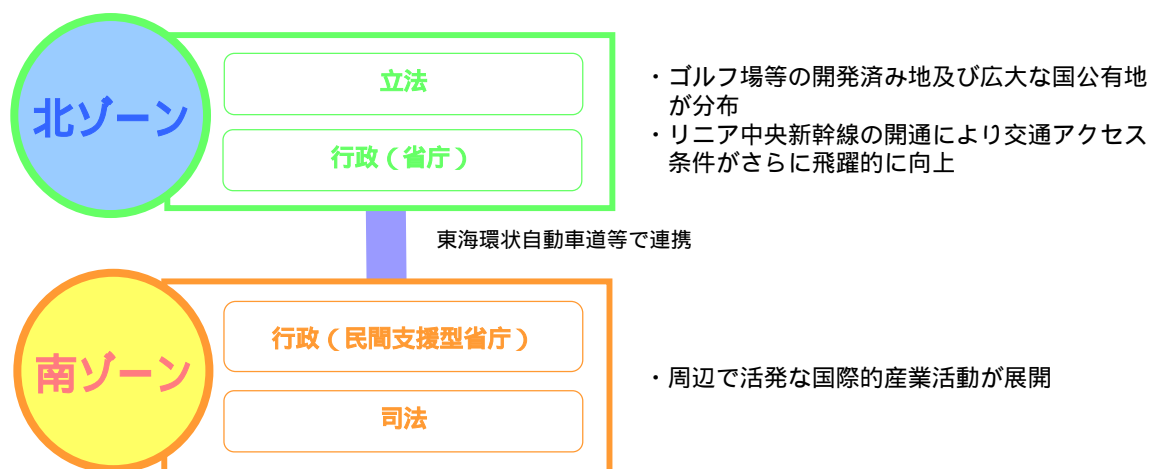 北ゾーン
立法
行政（省庁）
・ゴルフ場等の開発済み地及び広大な国公有地
が分布
・リニア中央新幹線の開通により交通アクセス
条件がさらに飛躍的に向上
東海環状自動車道等で連携
南ゾーン
行政（民間支援型省庁）
司法
・周辺で活発な国際的産業活動が展開